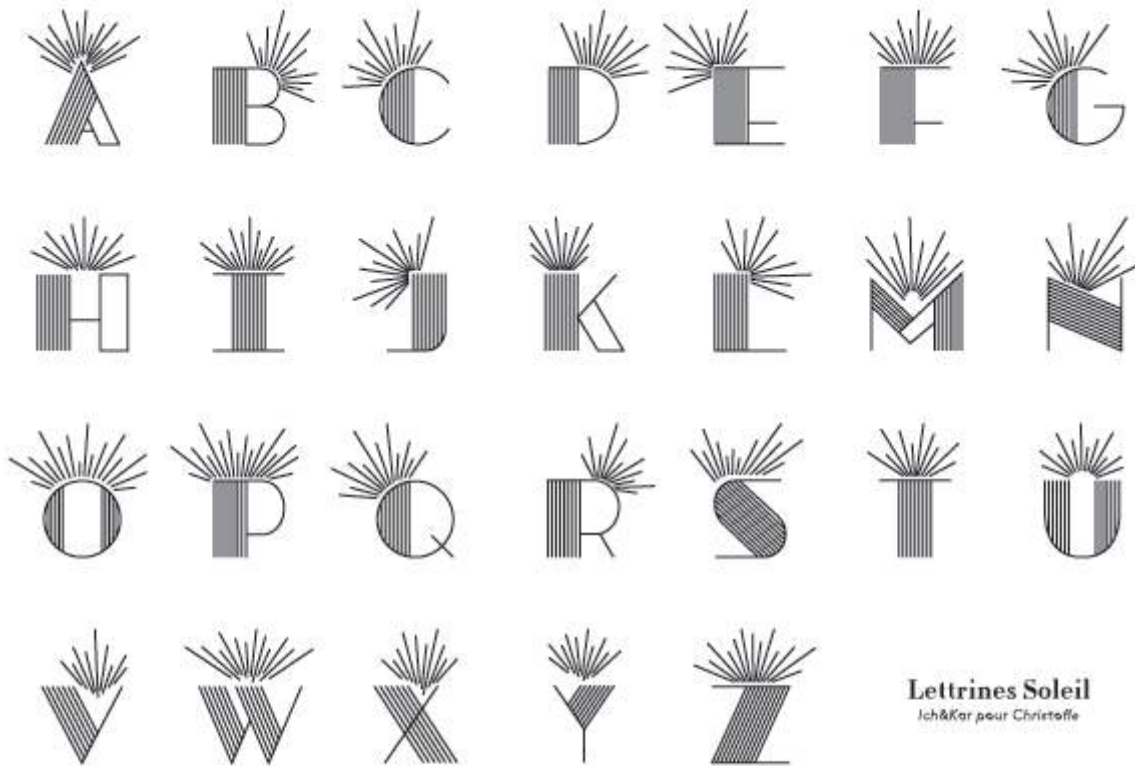 A B C D E F G
H I J K L M N
O P Q R S T U
V W X Y Z
Lettrines Soleil
Ich&Kar pour Christofle